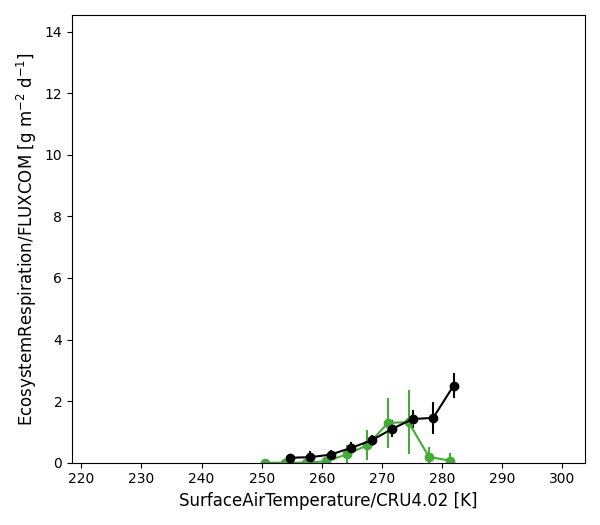 14
12
10
8
6
4
2
0
EcosystemRespiration/FLUXCOM [g m⁻² d⁻¹]
220 230 240 250 260 270 280 290 300
SurfaceAirTemperature/CRU4.02 [K]